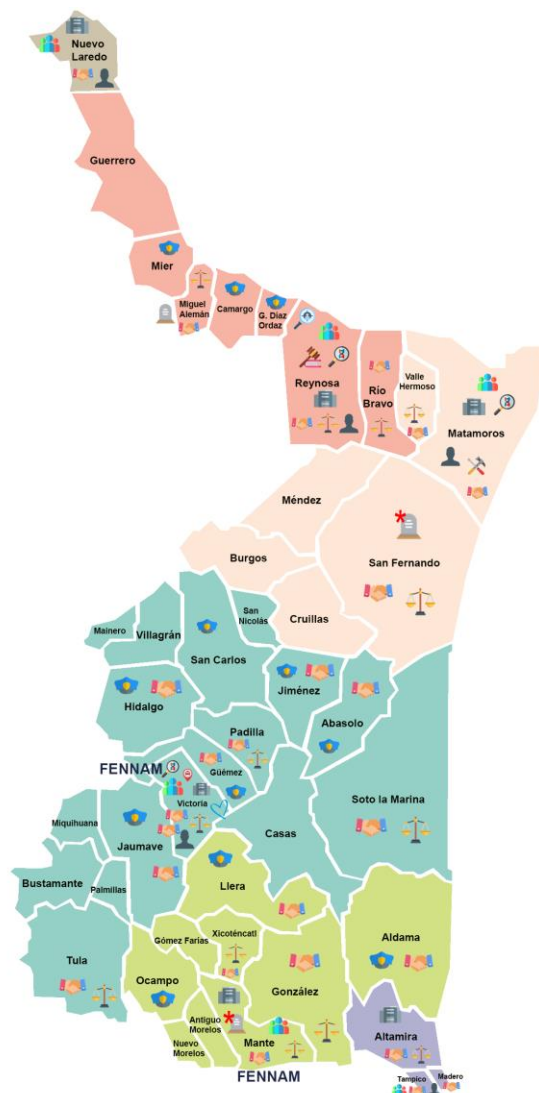 Nuevo
Laredo
Guerrero
Mier
Miguel
Alemán
Camargo
G. Díaz
Ordaz
Reynosa
Río
Bravo
Valle
Hermoso
Matamoros
Méndez
*
San Fernando
Burgos
Cruillas
San
Nicolás
Mainero
Villagrán
San Carlos
Hidalgo
Jiménez
Abasolo
Padilla
FENNAM
Güémez
Victoria
Soto la Marina
Miquihuana
Jaumave
Casas
Bustamante
Palmillas
Llera
Tula
Gómez Farías
Xicoténcatl
Aldama
Ocampo
González
Antiguo
Morelos
*
Nuevo
Morelos
Mante
Altamira
FENNAM
Tampico
Madero